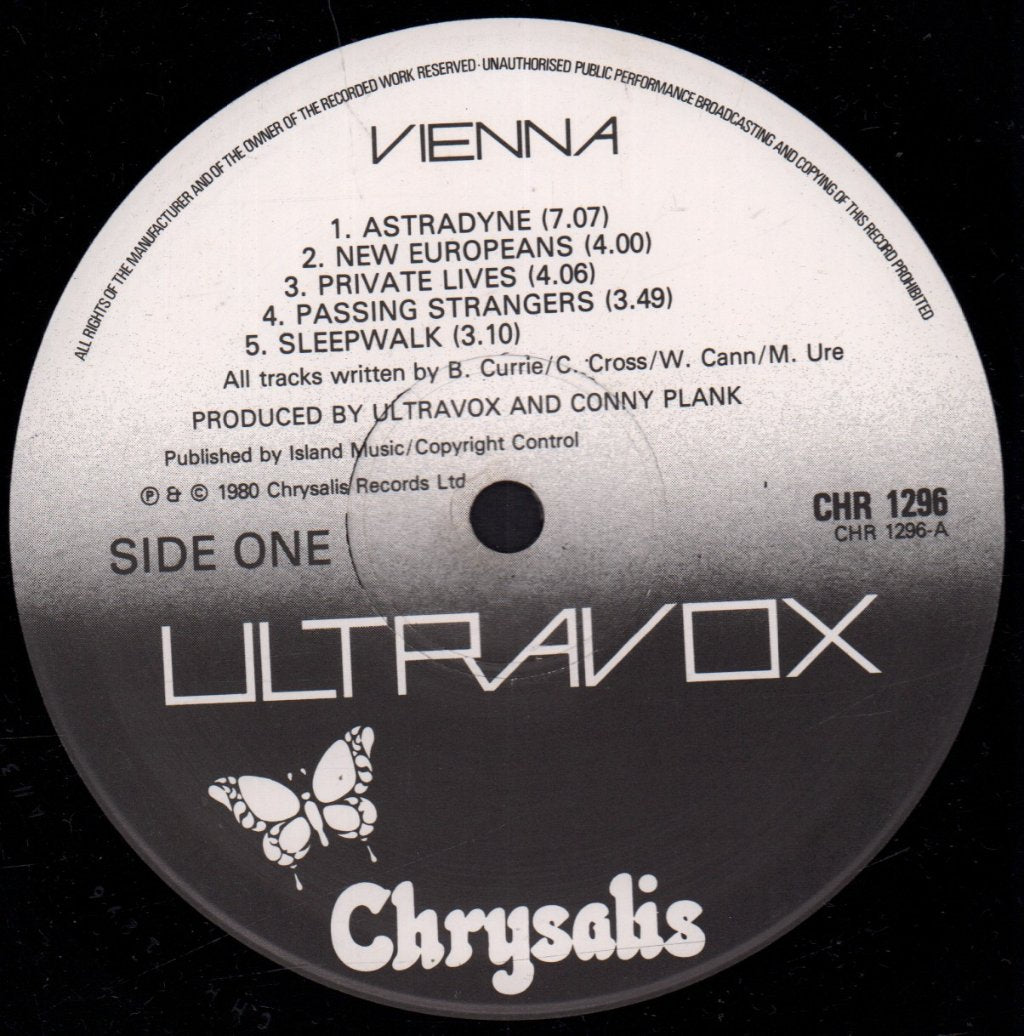 ALL RIGHTS OF THE MANUFACTURER AND OF THE OWNER OF THE RECORDED WORK RESERVED · UNAUTHORISED PUBLIC PERFORMANCE BROADCASTING AND COPYING OF THIS RECORD PROHIBITED
VIENNA
1. ASTRADYNE (7.07)
2. NEW EUROPEANS (4.00)
3. PRIVATE LIVES (4.06)
4. PASSING STRANGERS (3.49)
5. SLEEPWALK (3.10)
All tracks written by B. Currie/C. Cross/W. Cann/M. Ure
PRODUCED BY ULTRAVOX AND CONNY PLANK
Published by Island Music/Copyright Control
℗ & © 1980 Chrysalis Records Ltd
CHR 1296
CHR 1296-A
SIDE ONE
ULTRAVOX
Chrysalis